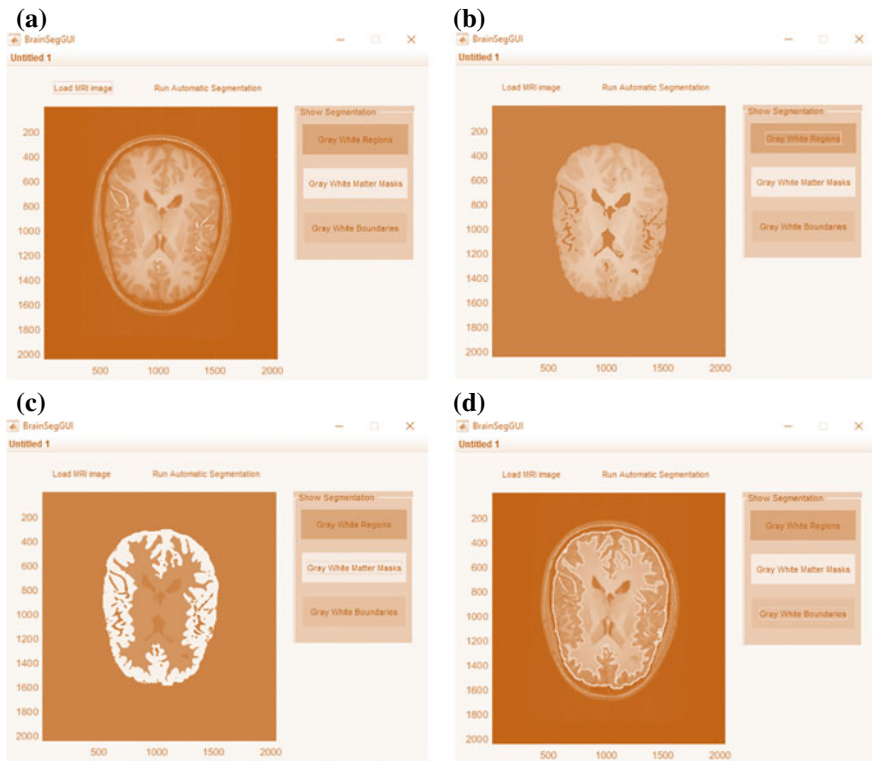 (a)
BrainSegGUI
Untitled 1
Load MRI image Run Automatic Segmentation
Show Segmentation
Gray White Regions
Gray White Matter Masks
Gray White Boundaries
200
400
600
800
1000
1200
1400
1600
1800
2000
500 1000 1500 2000
(b)
BrainSegGUI
Untitled 1
Load MRI image Run Automatic Segmentation
Show Segmentation
Gray White Regions
Gray White Matter Masks
Gray White Boundaries
200
400
600
800
1000
1200
1400
1600
1800
2000
500 1000 1500 2000
(c)
BrainSegGUI
Untitled 1
Load MRI image Run Automatic Segmentation
Show Segmentation
Gray White Regions
Gray White Matter Masks
Gray White Boundaries
200
400
600
800
1000
1200
1400
1600
1800
2000
500 1000 1500 2000
(d)
BrainSegGUI
Untitled 1
Load MRI image Run Automatic Segmentation
Show Segmentation
Gray White Regions
Gray White Matter Masks
Gray White Boundaries
200
400
600
800
1000
1200
1400
1600
1800
2000
500 1000 1500 2000